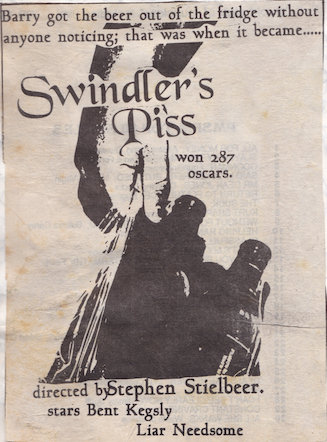 Barry got the beer out of the fridge without
anyone noticing; that was when it became.....
Swindler's
Piss
won 287
oscars.
directed by Stephen Stielbeer.
stars Bent Kegsly
Liar Needsome